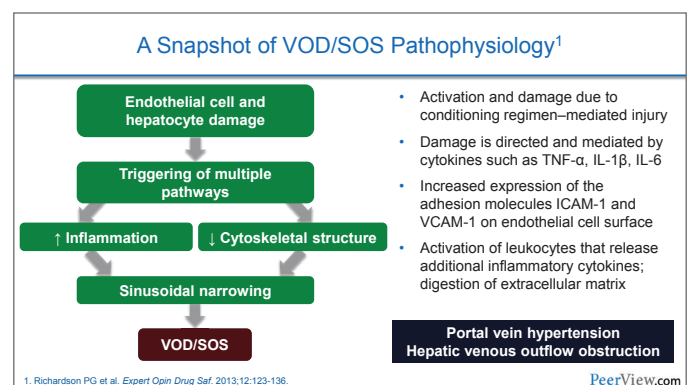 A Snapshot of VOD/SOS Pathophysiology¹
Endothelial cell and
hepatocyte damage
Triggering of multiple
pathways
↑ Inflammation
↓ Cytoskeletal structure
Sinusoidal narrowing
VOD/SOS
• Activation and damage due to
conditioning regimen–mediated injury
• Damage is directed and mediated by
cytokines such as TNF-α, IL-1β, IL-6
• Increased expression of the
adhesion molecules ICAM-1 and
VCAM-1 on endothelial cell surface
• Activation of leukocytes that release
additional inflammatory cytokines;
digestion of extracellular matrix
Portal vein hypertension
Hepatic venous outflow obstruction
1. Richardson PG et al. Expert Opin Drug Saf. 2013;12:123-136.
PeerView.com